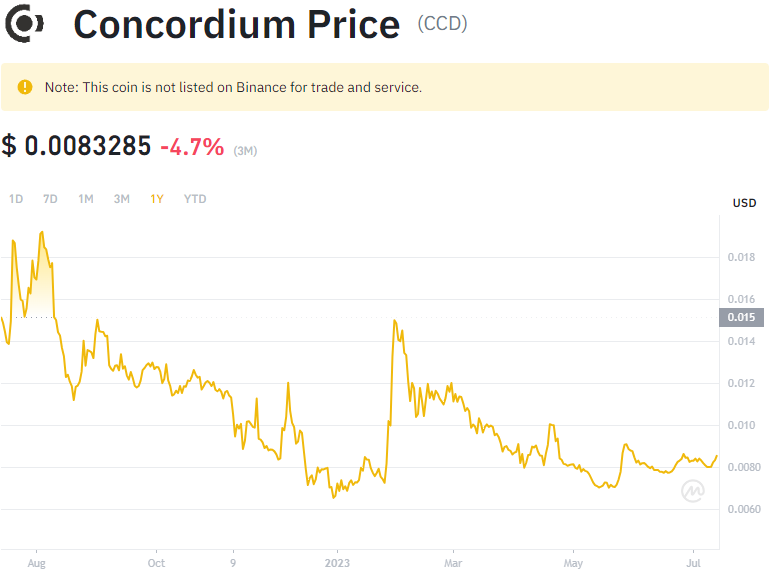 Concordium Price (CCD)
Note: This coin is not listed on Binance for trade and service.
$ 0.0083285 -4.7% (3M)
1D 7D 1M 3M 1Y YTD
USD
0.018
0.016
0.015
0.014
0.012
0.010
0.0080
0.0060
Aug Oct 9 2023 Mar May Jul